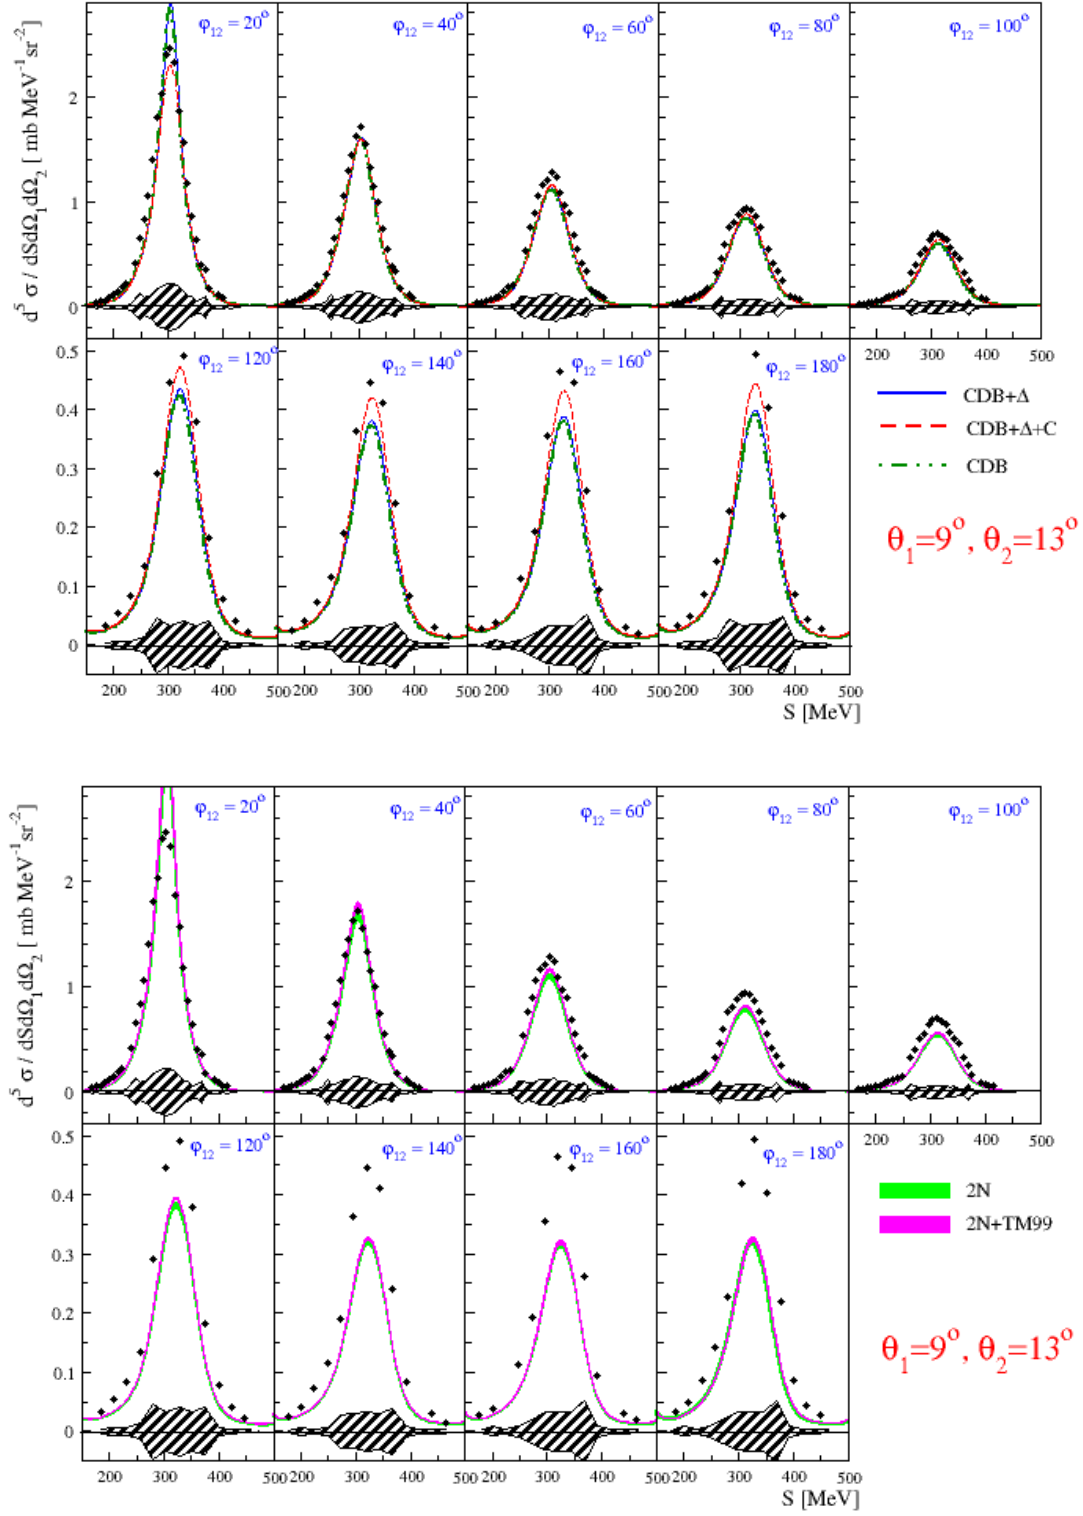 d⁵ σ / dSdΩ₁dΩ₂ [ mb MeV⁻¹sr⁻²]
φ₁₂ = 20° φ₁₂ = 40° φ₁₂ = 60° φ₁₂ = 80° φ₁₂ = 100°
2
1
0
200 300 400 500
φ₁₂ = 120° φ₁₂ = 140° φ₁₂ = 160° φ₁₂ = 180°
0.5
0.4
0.3
0.2
0.1
0
CDB+Δ
CDB+Δ+C
CDB
θ₁=9°, θ₂=13°
200 300 400 500 200 300 400 500 200 300 400 500 200 300 400 500
S [MeV]
d⁵ σ / dSdΩ₁dΩ₂ [ mb MeV⁻¹sr⁻²]
φ₁₂ = 20° φ₁₂ = 40° φ₁₂ = 60° φ₁₂ = 80° φ₁₂ = 100°
2
1
0
200 300 400 500
φ₁₂ = 120° φ₁₂ = 140° φ₁₂ = 160° φ₁₂ = 180°
0.5
0.4
0.3
0.2
0.1
0
2N
2N+TM99
θ₁=9°, θ₂=13°
200 300 400 500 200 300 400 500 200 300 400 500 200 300 400 500
S [MeV]